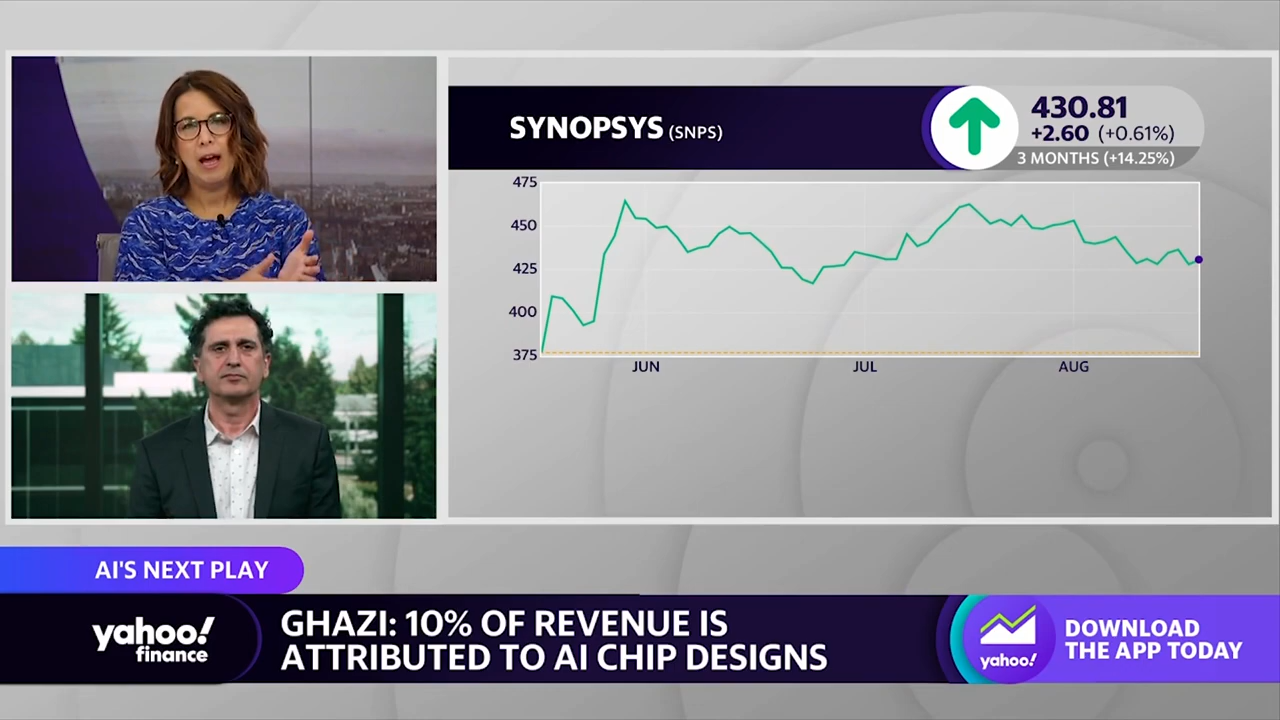 SYNOPSYS (SNPS)
430.81
+2.60 (+0.61%)
3 MONTHS (+14.25%)
475
450
425
400
375
JUN JUL AUG
AI'S NEXT PLAY
yahoo!
finance
GHAZI: 10% OF REVENUE IS
ATTRIBUTED TO AI CHIP DESIGNS
yahoo!
DOWNLOAD
THE APP TODAY